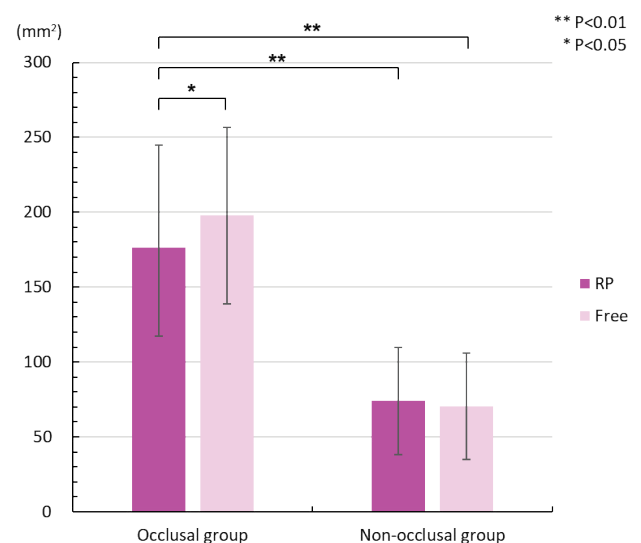 (mm²)
** P<0.01
* P<0.05
**
**
*
300
250
200
150
100
50
0
RP
Free
Occlusal group
Non-occlusal group